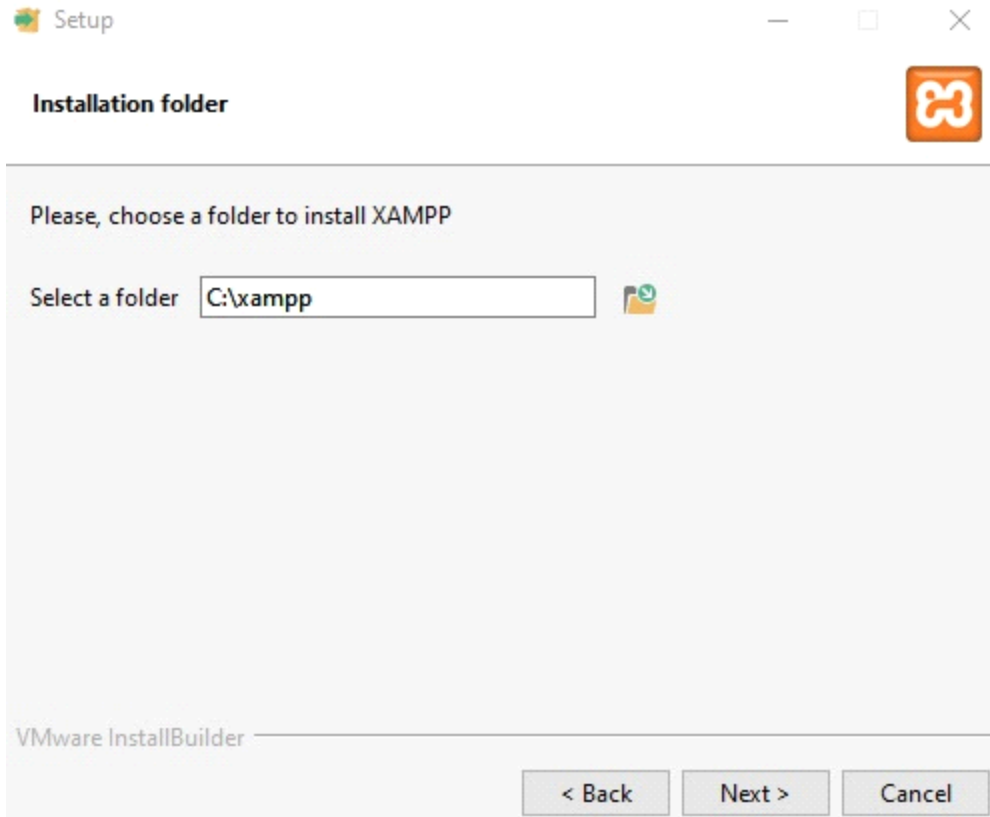 Setup
Installation folder
Please, choose a folder to install XAMPP
Select a folder C:\xampp
VMware InstallBuilder
< Back Next > Cancel